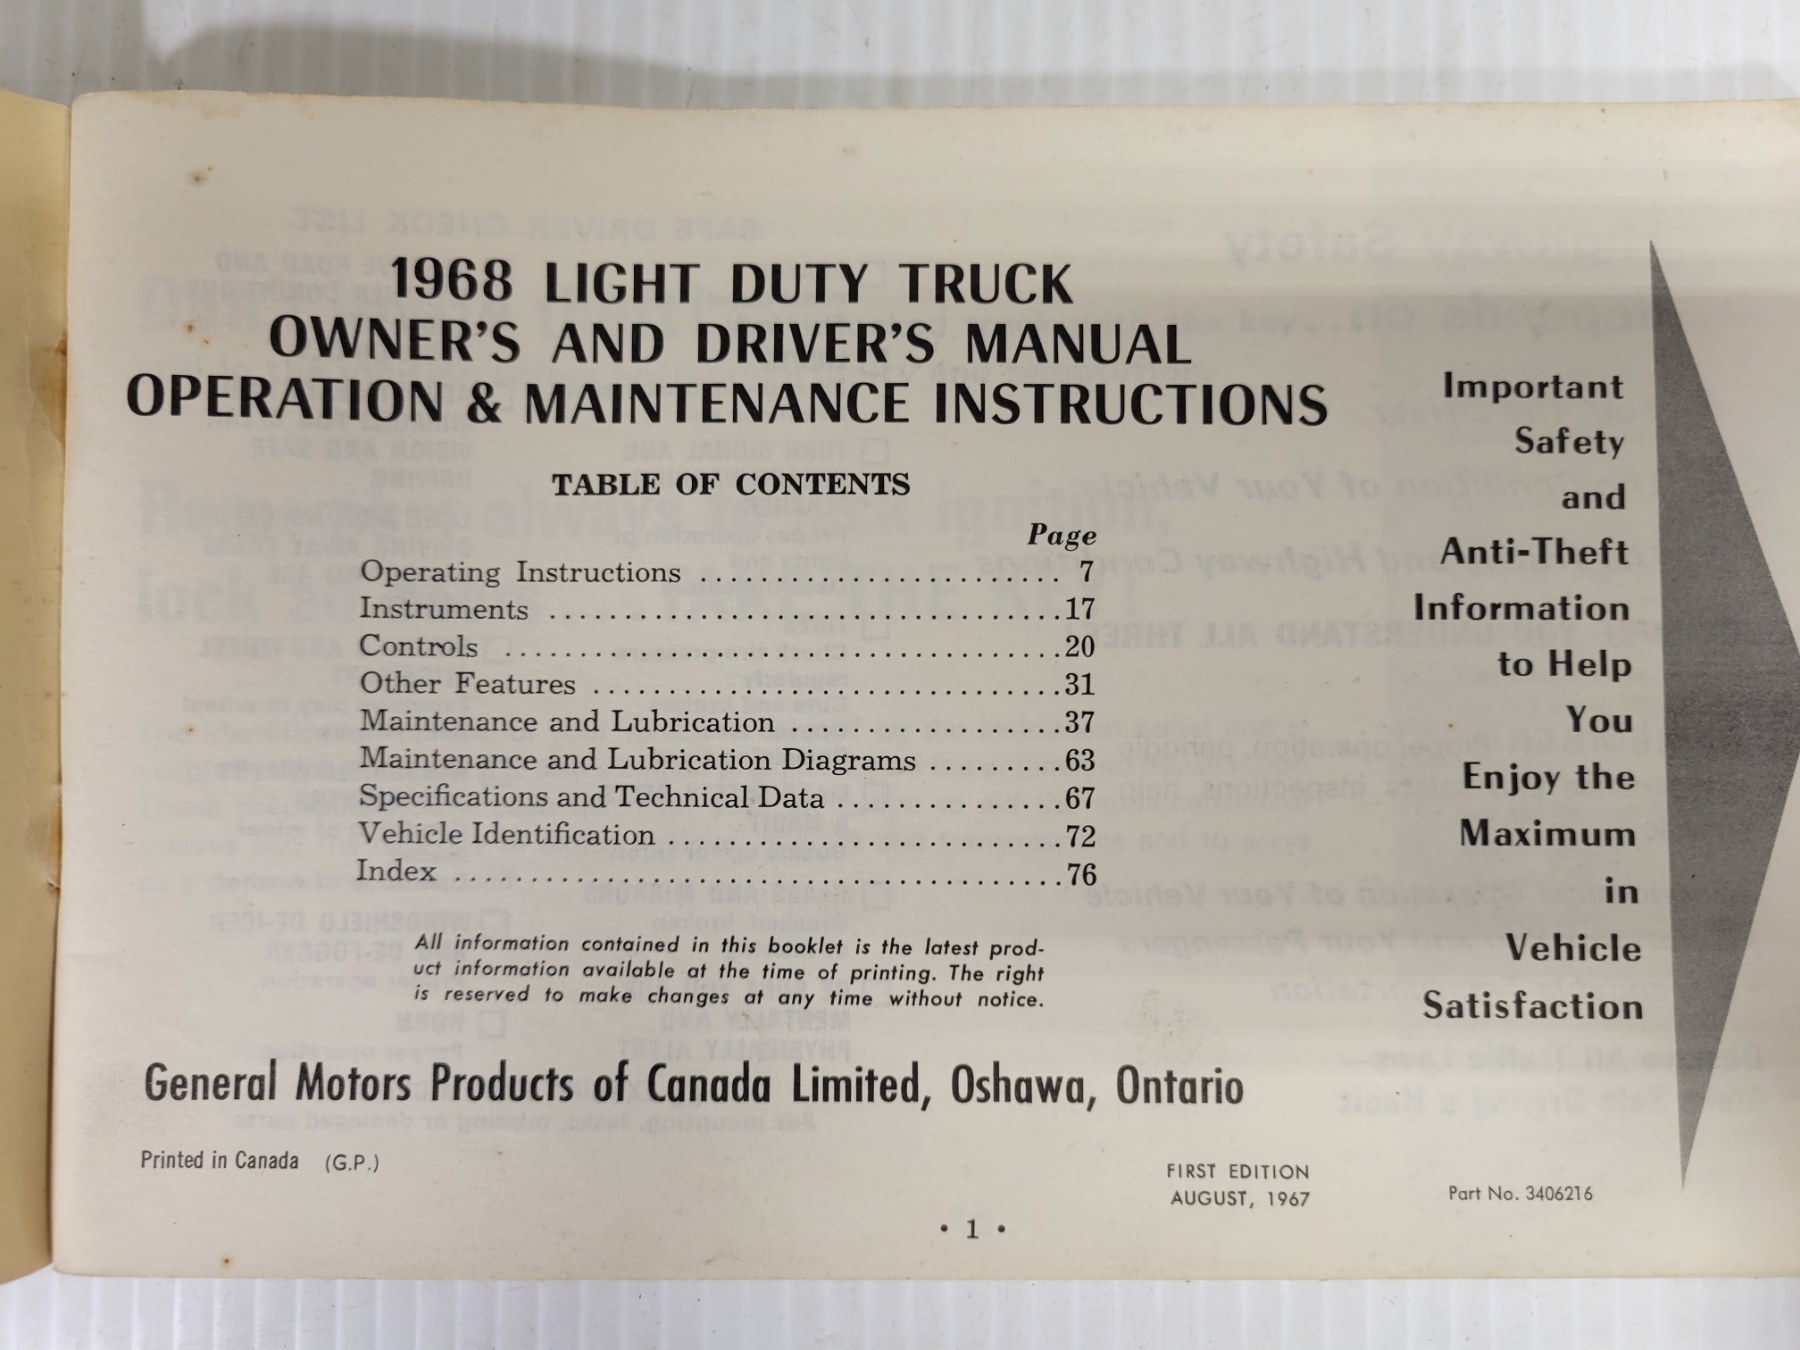 1968 LIGHT DUTY TRUCK
OWNER'S AND DRIVER'S MANUAL
OPERATION & MAINTENANCE INSTRUCTIONS
TABLE OF CONTENTS
Page
Operating Instructions ........................ 7
Instruments ..................................17
Controls .....................................20
Other Features ...............................31
Maintenance and Lubrication ..................37
Maintenance and Lubrication Diagrams .........63
Specifications and Technical Data ...............67
Vehicle Identification ..........................72
Index ........................................76
All information contained in this booklet is the latest prod-
uct information available at the time of printing. The right
is reserved to make changes at any time without notice.
General Motors Products of Canada Limited, Oshawa, Ontario
Printed in Canada (G.P.)
FIRST EDITION
AUGUST, 1967
Part No. 3406216
• 1 •
Important
Safety
and
Anti-Theft
Information
to Help
You
Enjoy the
Maximum
in
Vehicle
Satisfaction